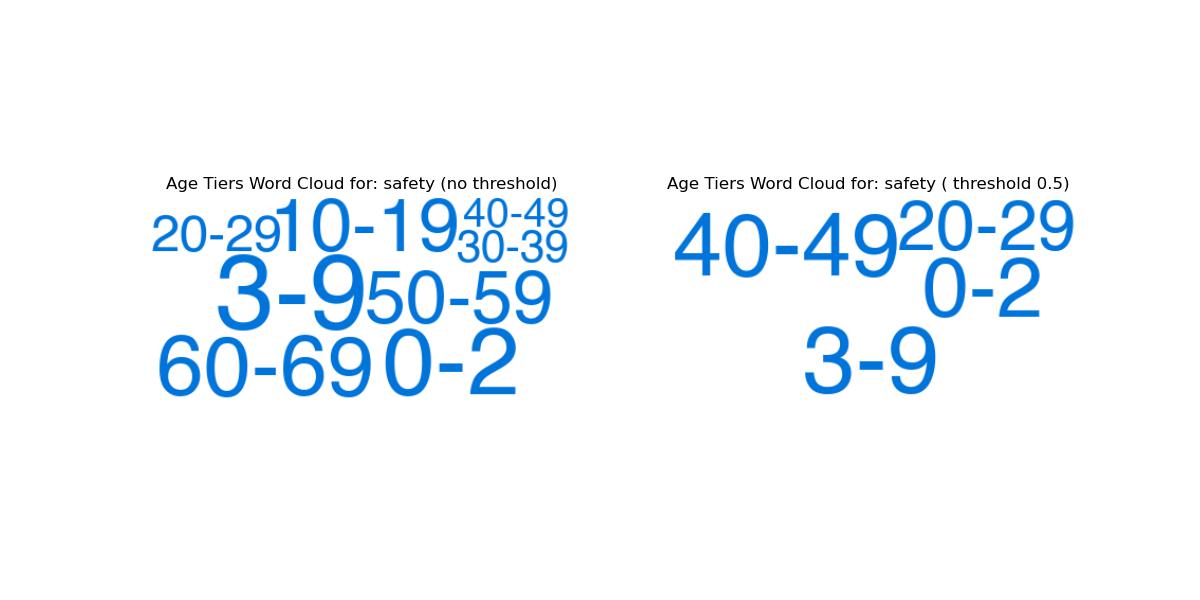 Age Tiers Word Cloud for: safety (no threshold)
20-29 10-19 40-49
30-39
3-9 50-59
60-69 0-2
Age Tiers Word Cloud for: safety ( threshold 0.5)
40-49 20-29
0-2
3-9